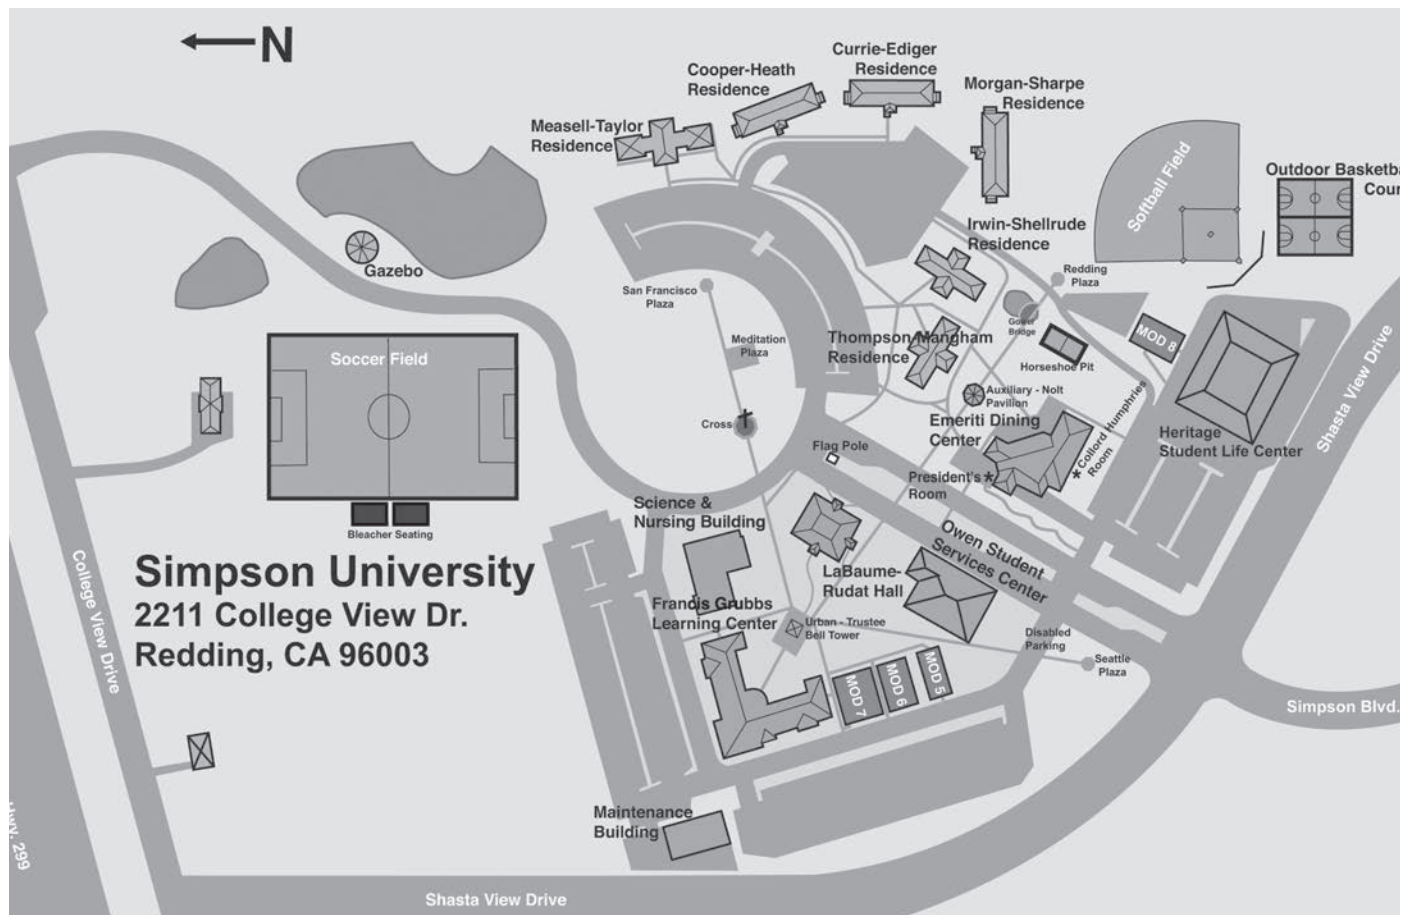 N
Currie-Ediger
Residence
Cooper-Heath
Residence
Morgan-Sharpe
Residence
Measell-Taylor
Residence
Softball Field
Outdoor Basketba
Cour
Irwin-Shellrude
Residence
Gazebo
Redding
Plaza
San Francisco
Plaza
Gower
Bridge
Meditation
Plaza
Thompson/Mangham
Residence
MOD 8
Soccer Field
Horseshoe Pit
Shasta View Drive
Auxiliary - Nolt
Pavilion
Cross
Emeriti Dining
Center
Collord Humphries
Room
Heritage
Student Life Center
Flag Pole
President's
Room
Science &
Nursing Building
Bleacher Seating
Owen Student
Services Center
Simpson University
2211 College View Dr.
Redding, CA 96003
LaBaume-
Rudat Hall
Francis Grubbs
Learning Center
Urban - Trustee
Bell Tower
Disabled
Parking
Seattle
Plaza
College View Drive
MOD 7
MOD 6
MOD 5
Simpson Blvd.
Maintenance
Building
Hwy. 299
Shasta View Drive